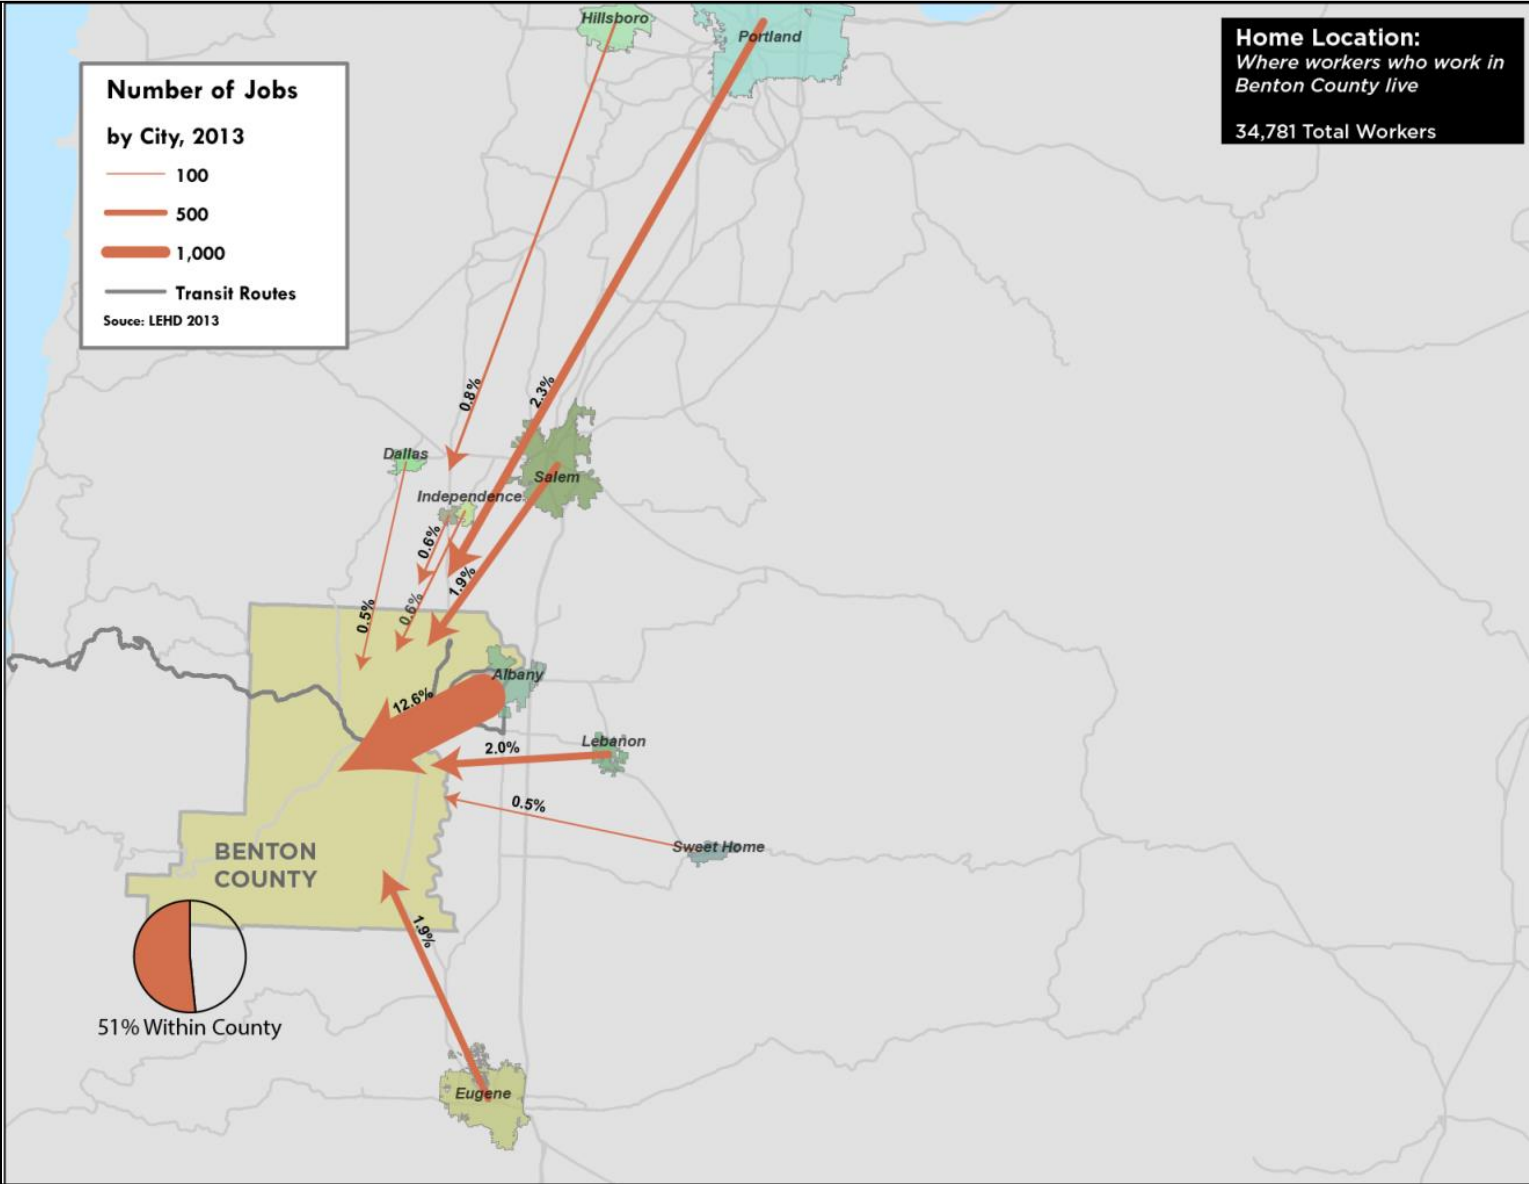 Hillsboro
Portland
Home Location:
Where workers who work in
Benton County live
34,781 Total Workers
Number of Jobs
by City, 2013
100
500
1,000
Transit Routes
Souce: LEHD 2013
0.8%
2.3%
Dallas
Salem
Independence
0.6%
1.9%
0.5%
0.6%
Albany
12.6%
Lebanon
2.0%
0.5%
Sweet Home
BENTON
COUNTY
1.9%
51% Within County
Eugene